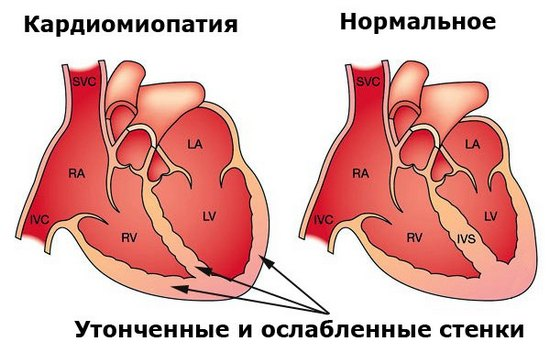 Кардиомиопатия
Нормальное
SVC
LA
RA
LV
IVC
RV
SVC
LA
RA
LV
IVC
RV
IVS
Утонченные и ослабленные стенки